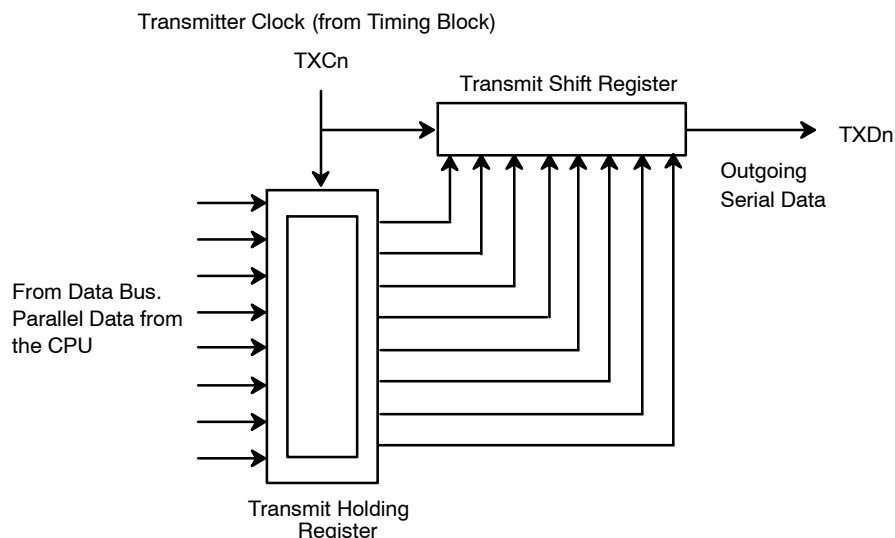 Transmitter Clock (from Timing Block)
TXCn
Transmit Shift Register
TXDn
Outgoing
Serial Data
From Data Bus.
Parallel Data from
the CPU
Transmit Holding
Register